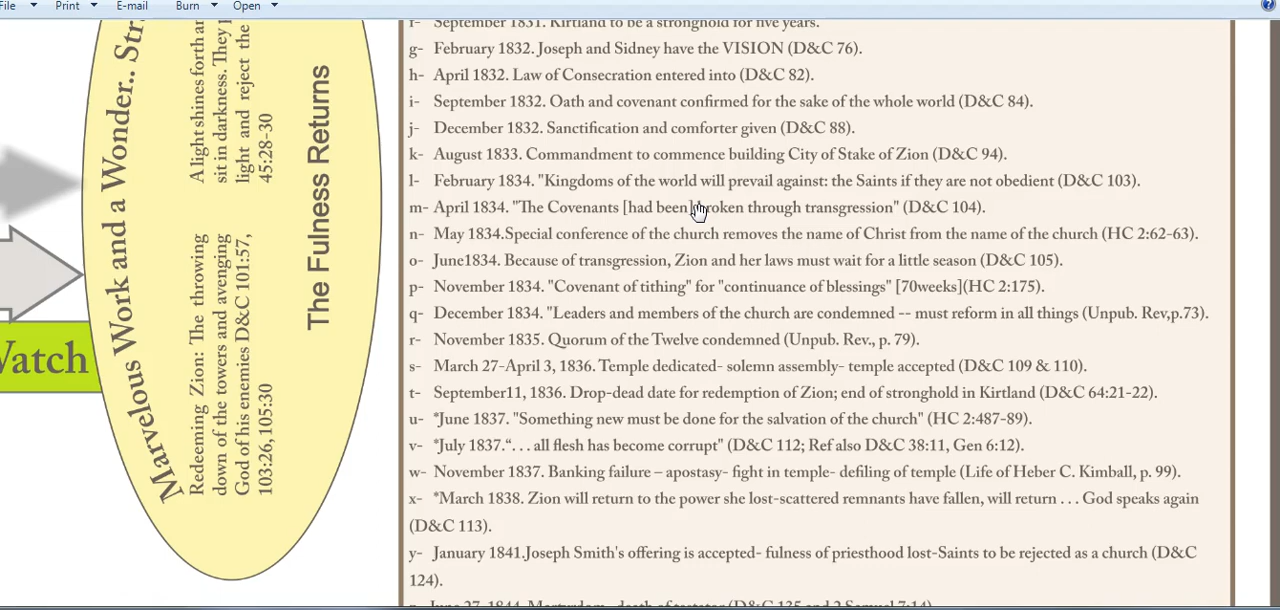 File Print E-mail Burn Open
Marvelous Work and a Wonder.. Str
A light shines forth a
sit in darkness. They
light and reject the
45:28-30
Redeeming Zion: The throwing
down of the towers and avenging
God of his enemies D&C 101:57,
103:26, 105:30
The Fulness Returns
Watch
f- September 1831. Kirtland to be a stronghold for five years.
g- February 1832. Joseph and Sidney have the VISION (D&C 76).
h- April 1832. Law of Consecration entered into (D&C 82).
i- September 1832. Oath and covenant confirmed for the sake of the whole world (D&C 84).
j- December 1832. Sanctification and comforter given (D&C 88).
k- August 1833. Commandment to commence building City of Stake of Zion (D&C 94).
l- February 1834. "Kingdoms of the world will prevail against: the Saints if they are not obedient (D&C 103).
m- April 1834. "The Covenants [had been] broken through transgression" (D&C 104).
n- May 1834.Special conference of the church removes the name of Christ from the name of the church (HC 2:62-63).
o- June1834. Because of transgression, Zion and her laws must wait for a little season (D&C 105).
p- November 1834. "Covenant of tithing" for "continuance of blessings" [70weeks](HC 2:175).
q- December 1834. "Leaders and members of the church are condemned -- must reform in all things (Unpub. Rev,p.73).
r- November 1835. Quorum of the Twelve condemned (Unpub. Rev., p. 79).
s- March 27-April 3, 1836. Temple dedicated- solemn assembly- temple accepted (D&C 109 & 110).
t- September11, 1836. Drop-dead date for redemption of Zion; end of stronghold in Kirtland (D&C 64:21-22).
u- *June 1837. "Something new must be done for the salvation of the church" (HC 2:487-89).
v- *July 1837.“. . . all flesh has become corrupt" (D&C 112; Ref also D&C 38:11, Gen 6:12).
w- November 1837. Banking failure – apostasy- fight in temple- defiling of temple (Life of Heber C. Kimball, p. 99).
x- *March 1838. Zion will return to the power she lost-scattered remnants have fallen, will return . . . God speaks again
(D&C 113).
y- January 1841.Joseph Smith's offering is accepted- fulness of priesthood lost-Saints to be rejected as a church (D&C
124).
June 27, 1844. Martyrdom- death of testator (D&C 135 and 2 Samuel 7:14)